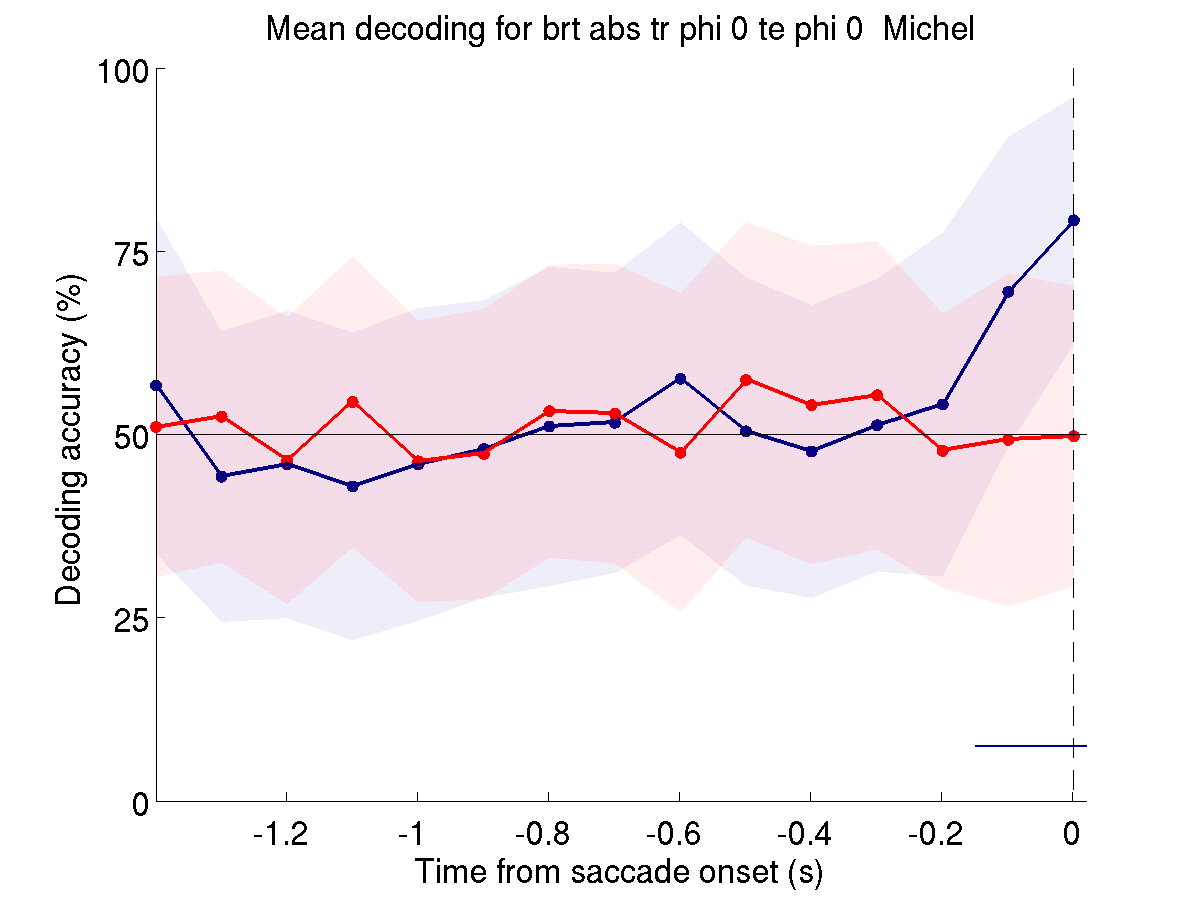 Mean decoding for brt abs tr phi 0 te phi 0  Michel
100
75
50
25
0
Decoding accuracy (%)
-1.2 -1 -0.8 -0.6 -0.4 -0.2 0
Time from saccade onset (s)